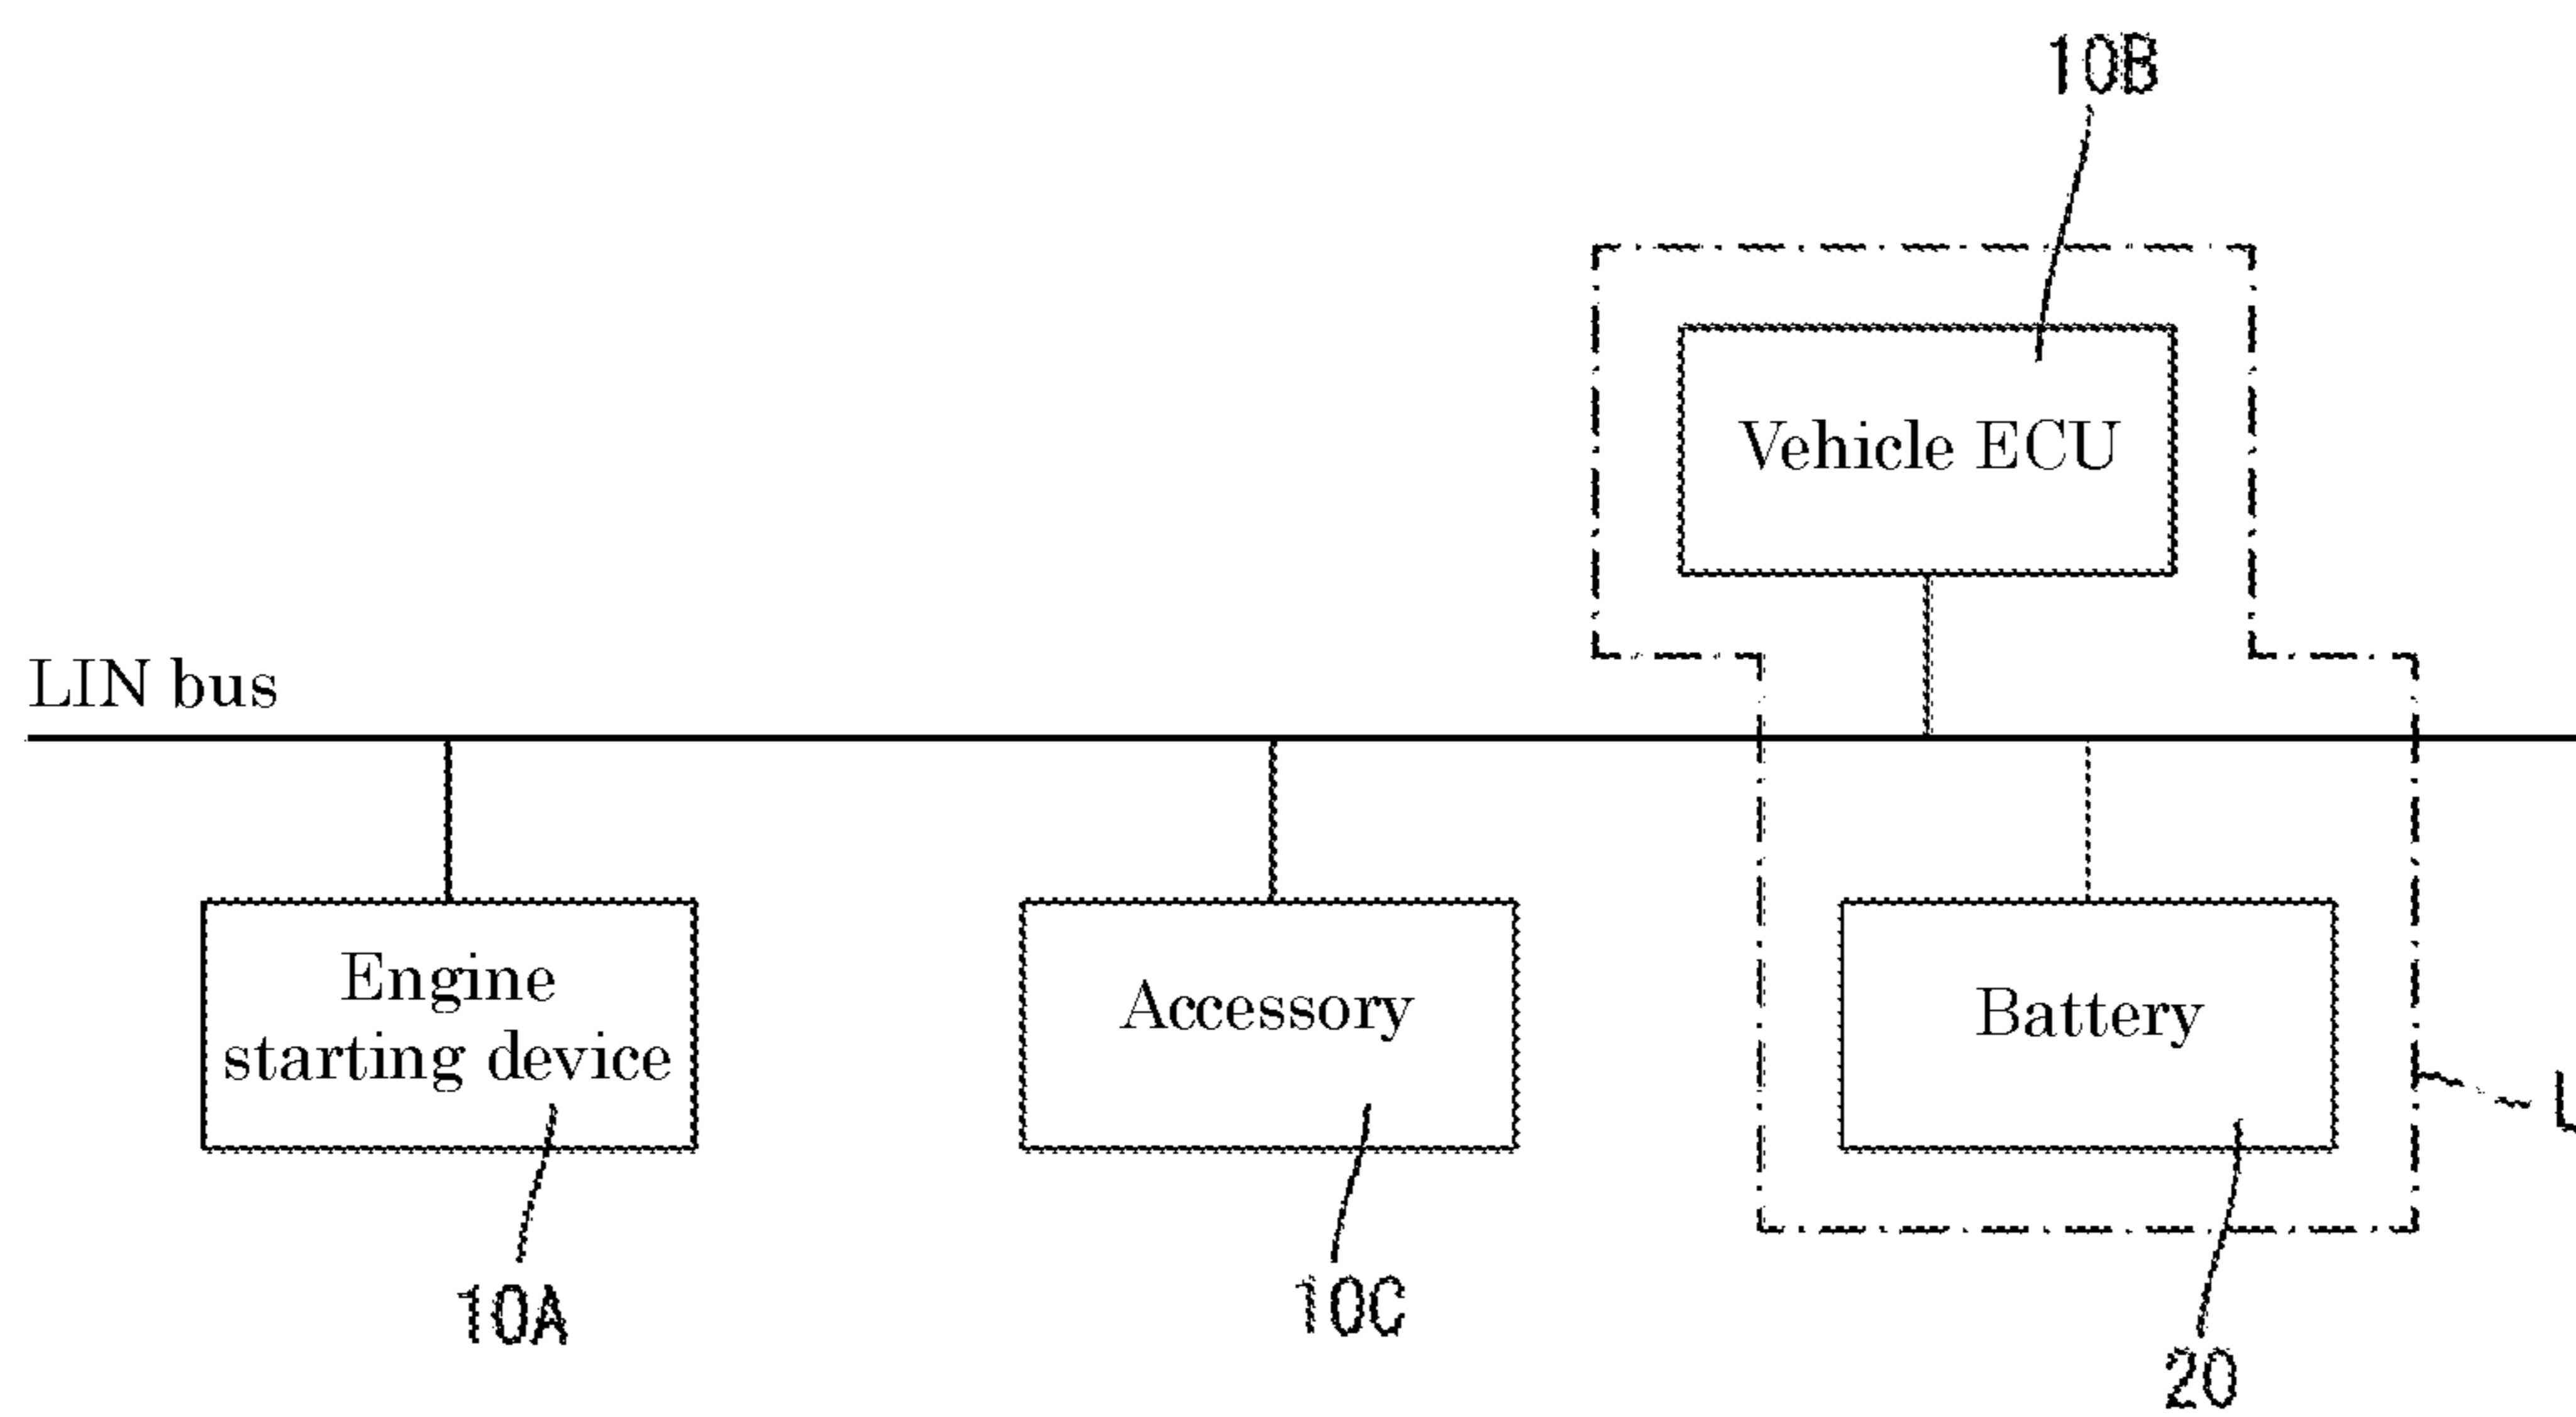 10B
Vehicle ECU
LIN bus
Engine
starting device
Accessory
Battery
10A
10C
20